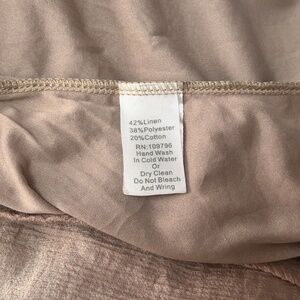 42%Linen
38%Polyester
20%Cotton
RN:109796
Hand Wash
In Cold Water
Or
Dry Clean
Do Not Bleach
And Wring